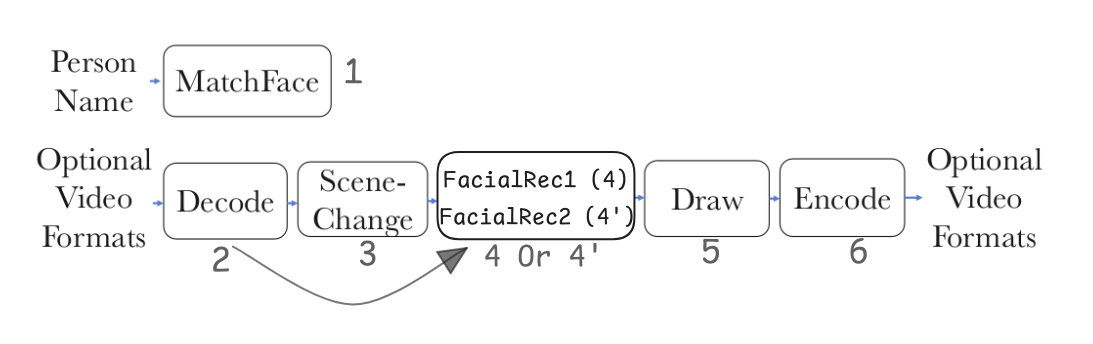 Person
Name
MatchFace
1
Optional
Video
Formats
Decode
2
Scene-
Change
3
FacialRec1 (4)
FacialRec2 (4')
4 Or 4'
Draw
5
Encode
6
Optional
Video
Formats